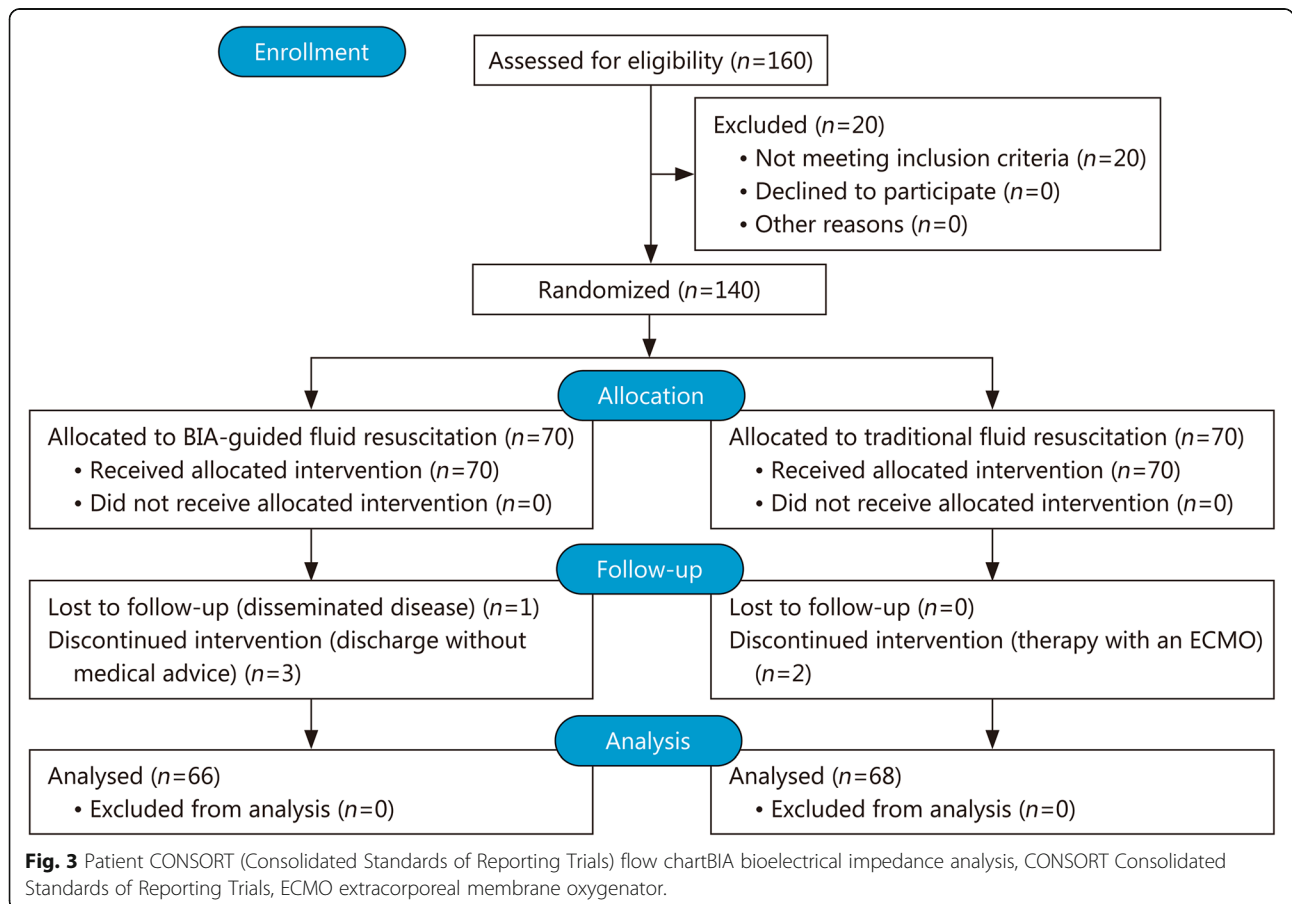 Enrollment
Assessed for eligibility (n=160)
Excluded (n=20)
• Not meeting inclusion criteria (n=20)
• Declined to participate (n=0)
• Other reasons (n=0)
Randomized (n=140)
Allocation
Allocated to BIA-guided fluid resuscitation (n=70)
• Received allocated intervention (n=70)
• Did not receive allocated intervention (n=0)
Allocated to traditional fluid resuscitation (n=70)
• Received allocated intervention (n=70)
• Did not receive allocated intervention (n=0)
Follow-up
Lost to follow-up (disseminated disease) (n=1)
Discontinued intervention (discharge without
medical advice) (n=3)
Lost to follow-up (n=0)
Discontinued intervention (therapy with an ECMO)
(n=2)
Analysis
Analysed (n=66)
• Excluded from analysis (n=0)
Analysed (n=68)
• Excluded from analysis (n=0)
Fig. 3 Patient CONSORT (Consolidated Standards of Reporting Trials) flow chartBIA bioelectrical impedance analysis, CONSORT Consolidated
Standards of Reporting Trials, ECMO extracorporeal membrane oxygenator.